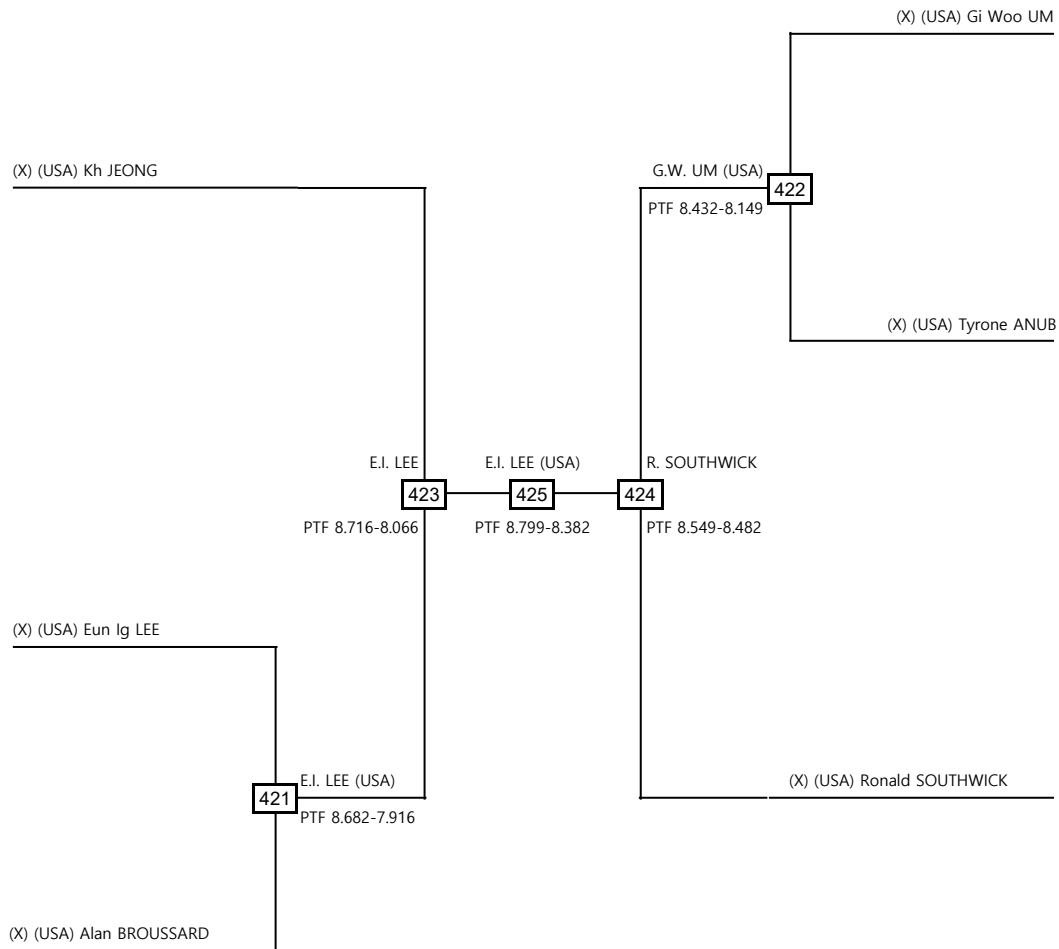 (X) (USA) Gi Woo UM
(X) (USA) Kh JEONG
G.W. UM (USA)
422
PTF 8.432-8.149
(X) (USA) Tyrone ANUB
E.I. LEE
E.I. LEE (USA)
R. SOUTHWICK
423
425
424
PTF 8.716-8.066
PTF 8.799-8.382
PTF 8.549-8.482
(X) (USA) Eun Ig LEE
E.I. LEE (USA)
(X) (USA) Ronald SOUTHWICK
421
PTF 8.682-7.916
(X) (USA) Alan BROUSSARD